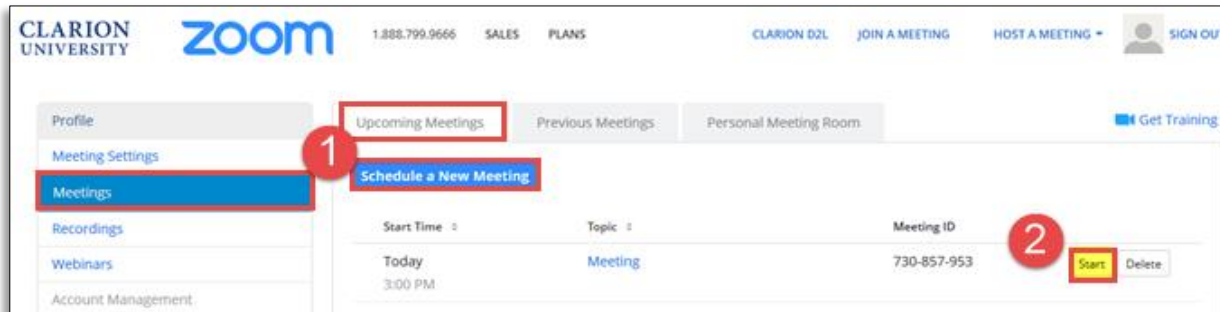 CLARION
UNIVERSITY
zoom
1.888.799.9666 SALES PLANS CLARION D2L JOIN A MEETING HOST A MEETING SIGN OU
Profile
Upcoming Meetings Previous Meetings Personal Meeting Room Get Training
1
Meeting Settings
Schedule a New Meeting
Meetings
Recordings
Start Time Topic Meeting ID
2
Webinars
Today Meeting 730-857-953 Start Delete
3:00 PM
Account Management